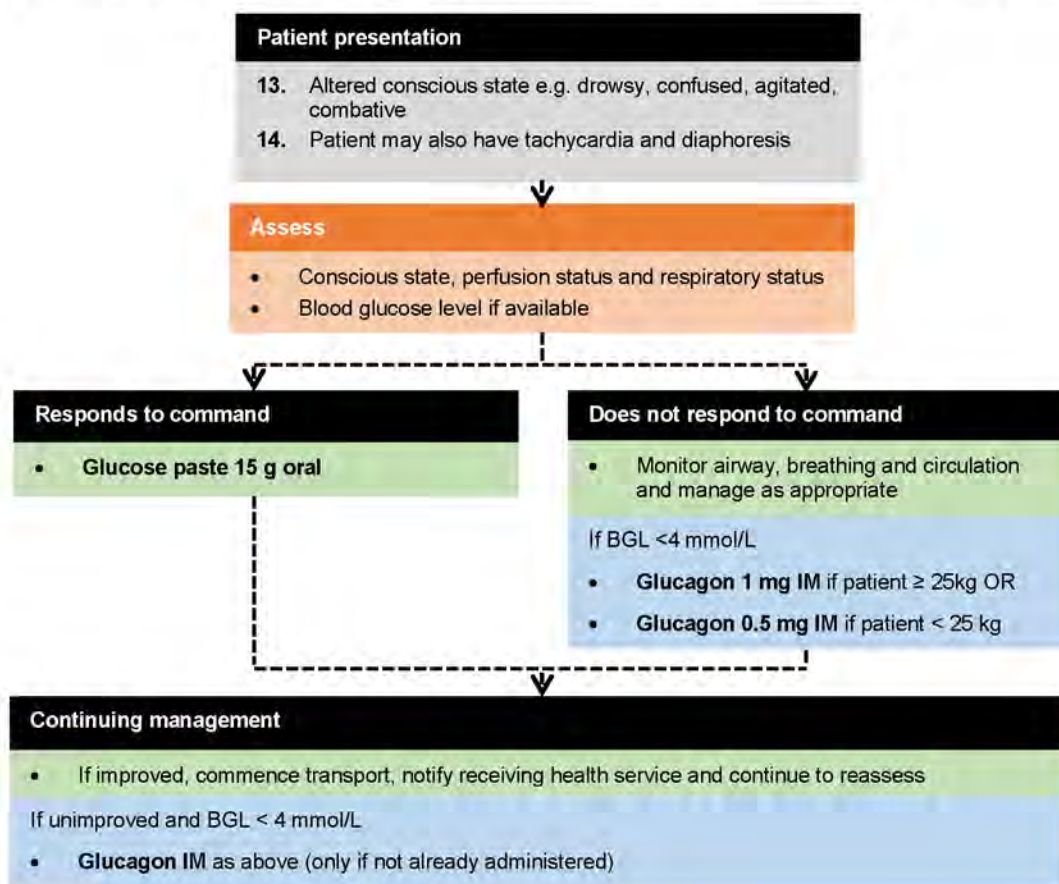 Patient presentation
13. Altered conscious state e.g. drowsy, confused, agitated,
combative
14. Patient may also have tachycardia and diaphoresis
Assess
• Conscious state, perfusion status and respiratory status
• Blood glucose level if available
Responds to command
• Glucose paste 15 g oral
Does not respond to command
• Monitor airway, breathing and circulation
and manage as appropriate
If BGL <4 mmol/L
• Glucagon 1 mg IM if patient ≥ 25kg OR
• Glucagon 0.5 mg IM if patient < 25 kg
Continuing management
• If improved, commence transport, notify receiving health service and continue to reassess
If unimproved and BGL < 4 mmol/L
• Glucagon IM as above (only if not already administered)